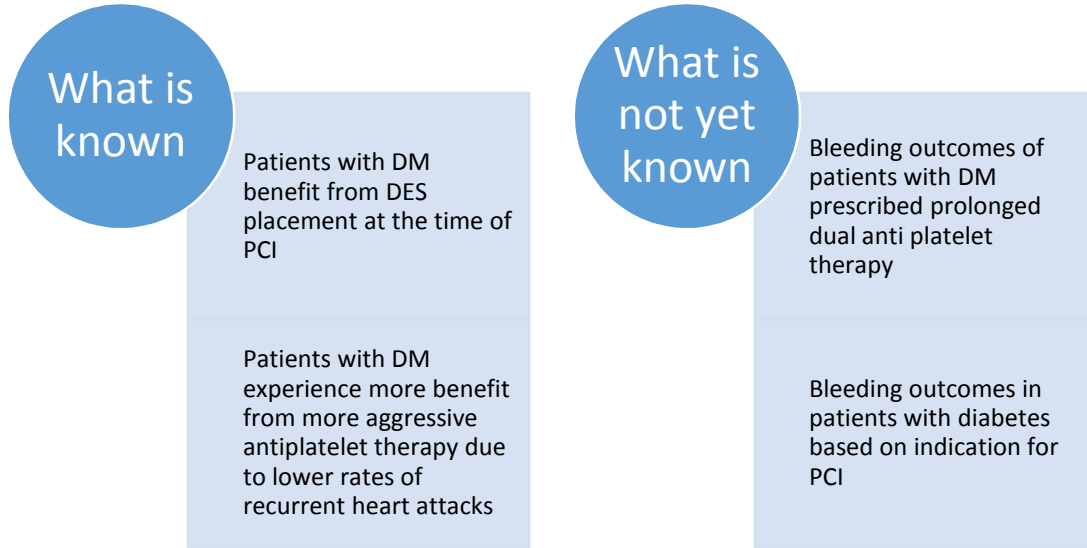 What is
known
Patients with DM
benefit from DES
placement at the time of
PCI
Patients with DM
experience more benefit
from more aggressive
antiplatelet therapy due
to lower rates of
recurrent heart attacks
What is
not yet
known
Bleeding outcomes of
patients with DM
prescribed prolonged
dual anti platelet
therapy
Bleeding outcomes in
patients with diabetes
based on indication for
PCI